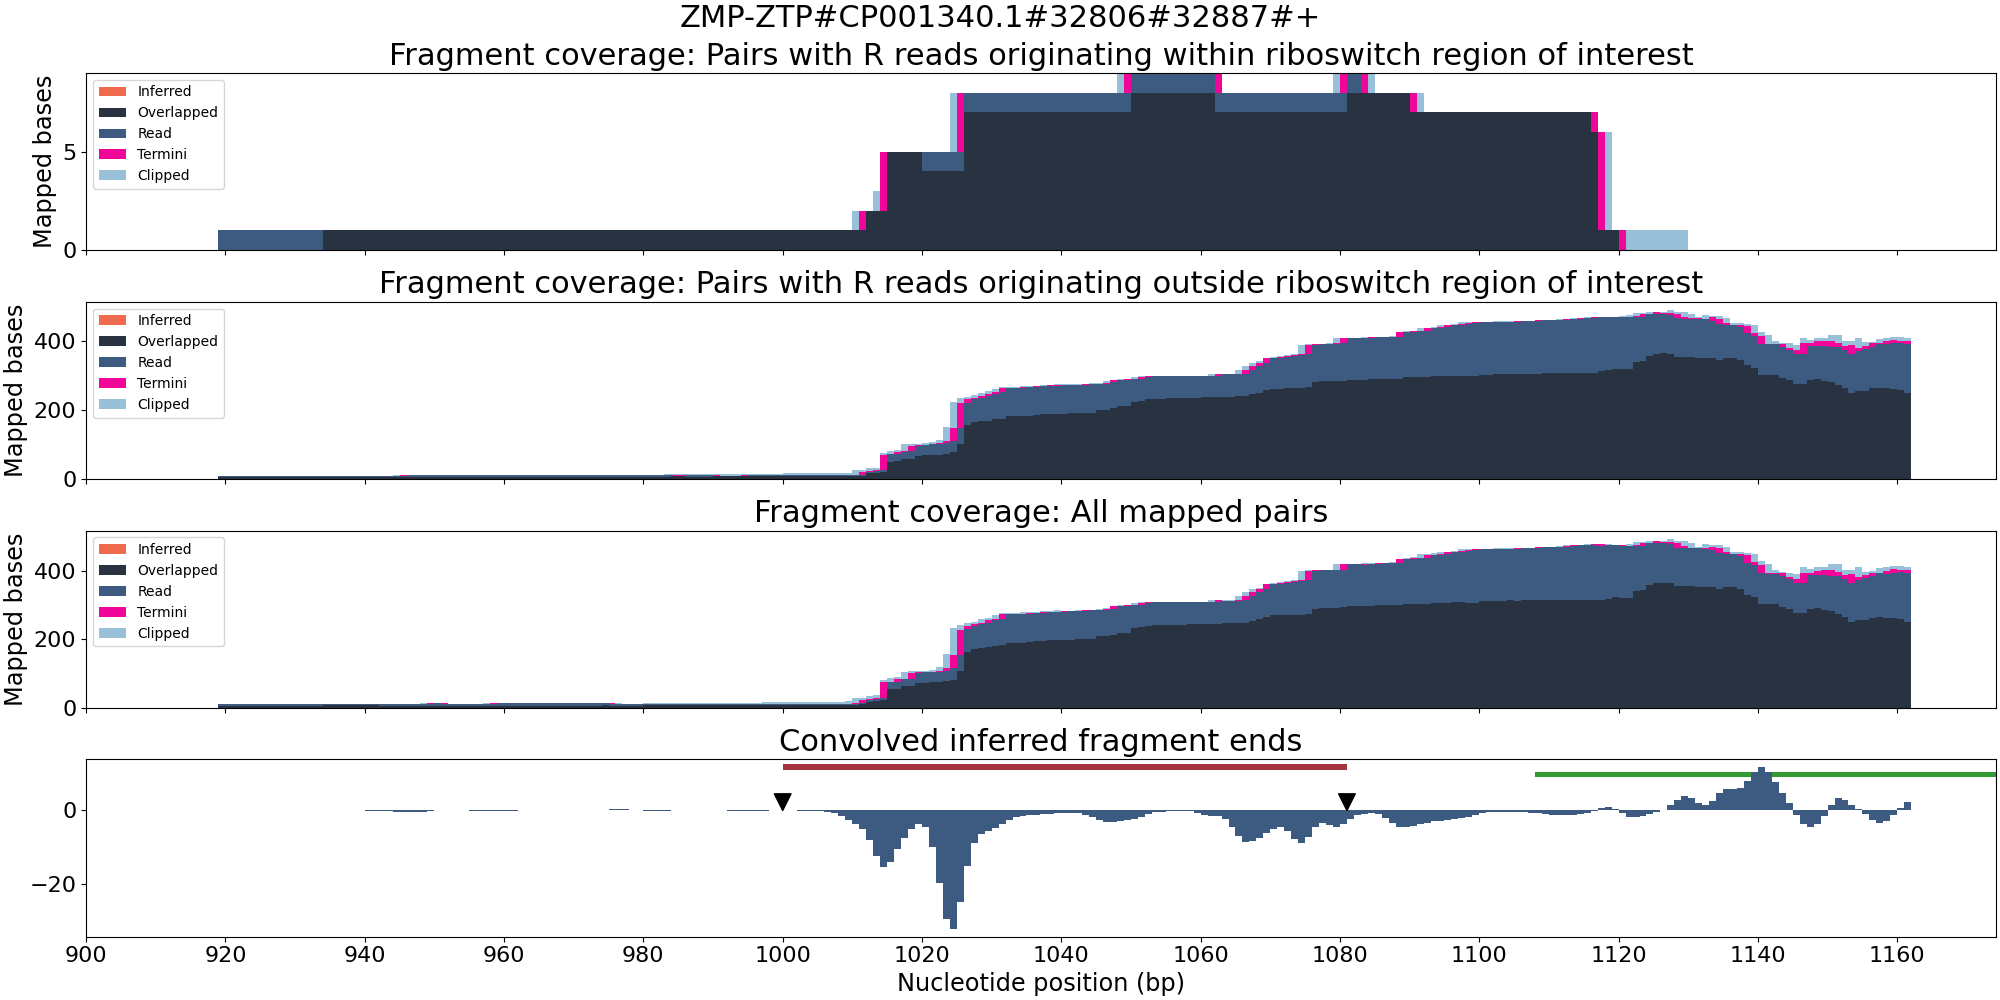 ZMP-ZTP#CP001340.1#32806#32887#+
Fragment coverage: Pairs with R reads originating within riboswitch region of interest
Mapped bases
5
0
Inferred
Overlapped
Read
Termini
Clipped
Fragment coverage: Pairs with R reads originating outside riboswitch region of interest
Mapped bases
400
200
0
Inferred
Overlapped
Read
Termini
Clipped
Fragment coverage: All mapped pairs
Mapped bases
400
200
0
Inferred
Overlapped
Read
Termini
Clipped
Convolved inferred fragment ends
0
−20
900 920 940 960 980 1000 1020 1040 1060 1080 1100 1120 1140 1160
Nucleotide position (bp)